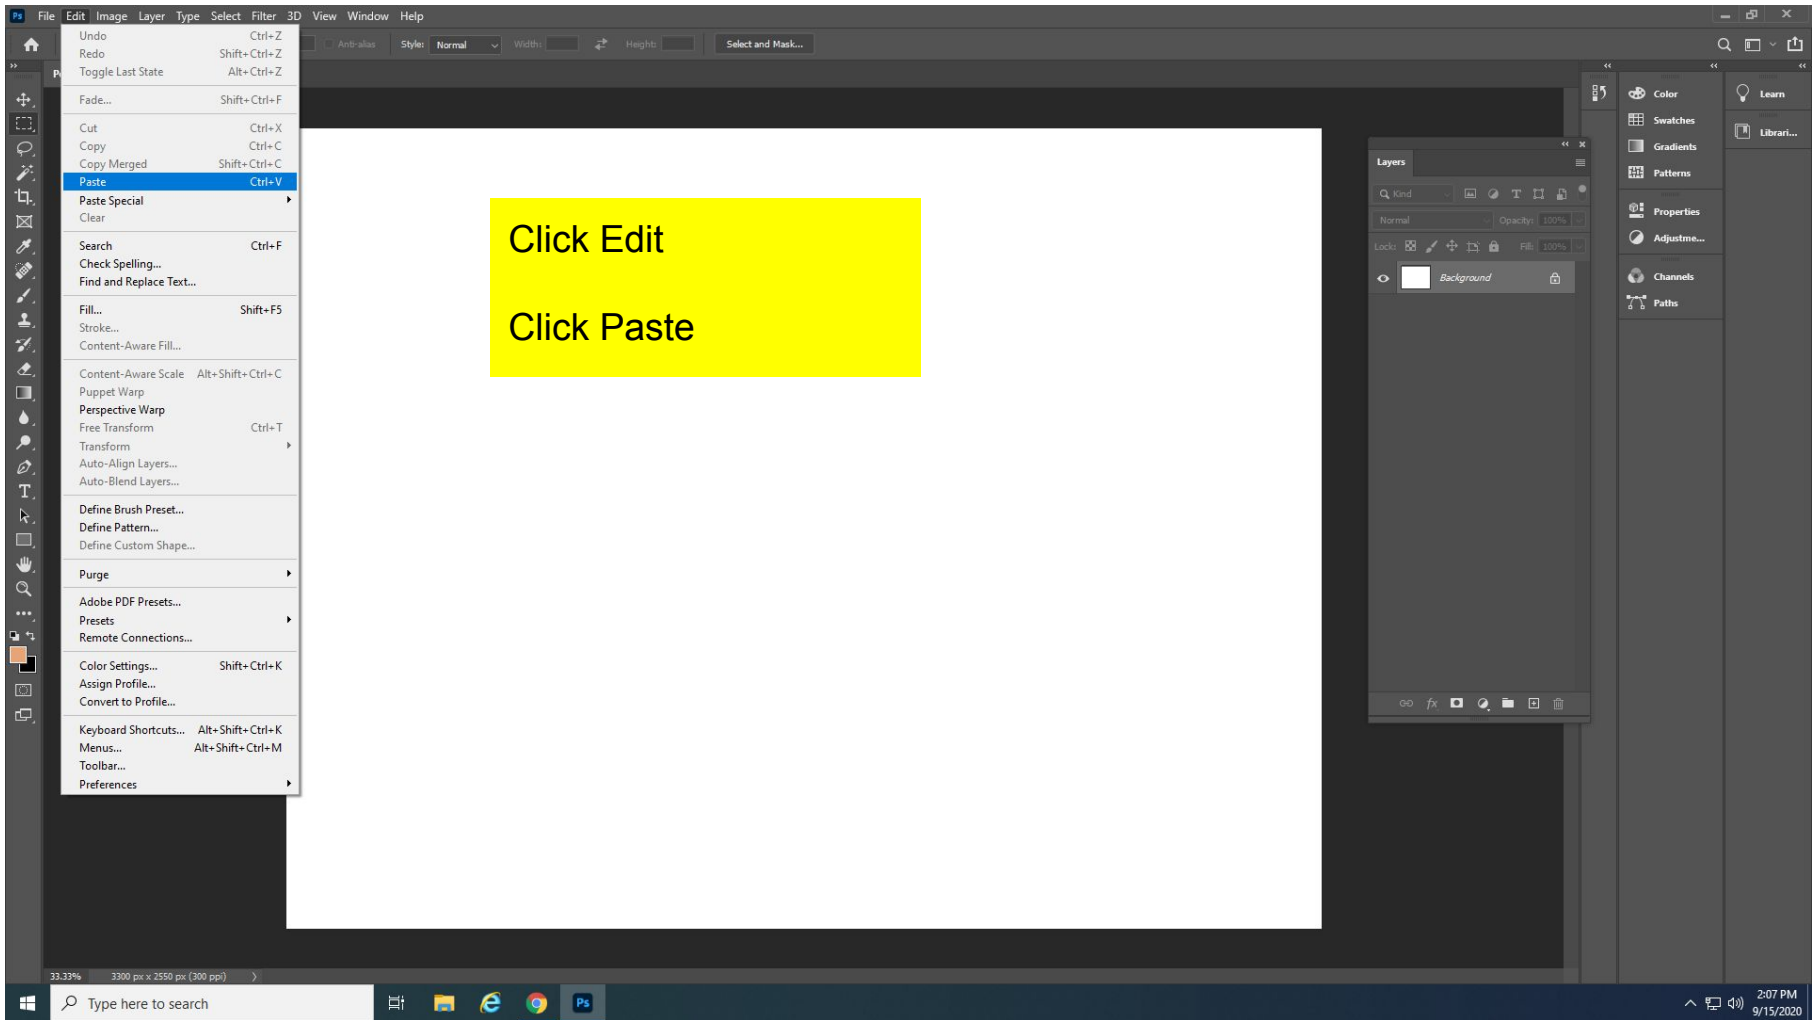 Ps File Edit Image Layer Type Select Filter 3D View Window Help
Anti-alias Style: Normal Width: Height: Select and Mask...
Undo Ctrl+Z
Redo Shift+Ctrl+Z
Toggle Last State Alt+Ctrl+Z
Fade... Shift+Ctrl+F
Cut Ctrl+X
Copy Ctrl+C
Copy Merged Shift+Ctrl+C
Paste Ctrl+V
Paste Special
Clear
Search Ctrl+F
Check Spelling...
Find and Replace Text...
Fill... Shift+F5
Stroke...
Content-Aware Fill...
Content-Aware Scale Alt+Shift+Ctrl+C
Puppet Warp
Perspective Warp
Free Transform Ctrl+T
Transform
Auto-Align Layers...
Auto-Blend Layers...
Define Brush Preset...
Define Pattern...
Define Custom Shape...
Purge
Adobe PDF Presets...
Presets
Remote Connections...
Color Settings... Shift+Ctrl+K
Assign Profile...
Convert to Profile...
Keyboard Shortcuts... Alt+Shift+Ctrl+K
Menus... Alt+Shift+Ctrl+M
Toolbar...
Preferences
Click Edit
Click Paste
Layers
Kind
Normal Opacity: 100%
Lock: Fill: 100%
Background
fx
Color
Swatches
Gradients
Patterns
Properties
Adjustme...
Channels
Paths
Learn
Librari...
33.33% 3300 px x 2550 px (300 ppi)
Type here to search
Ps
2:07 PM
9/15/2020